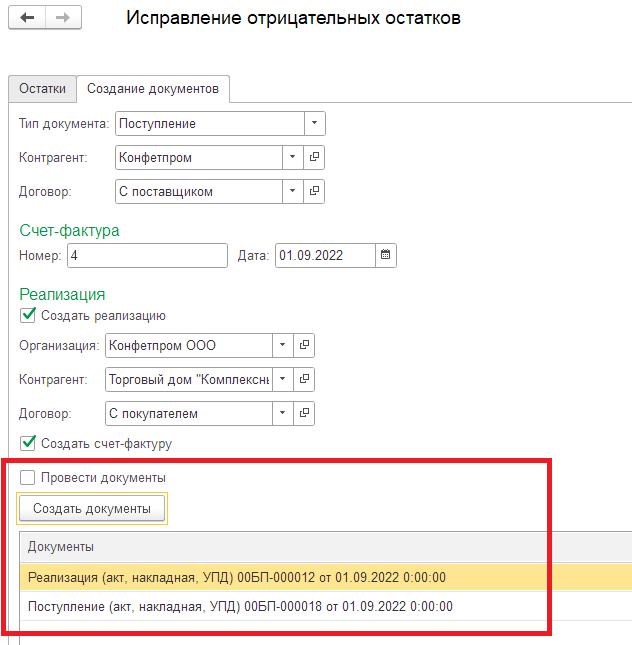 Исправление отрицательных остатков
Остатки Создание документов
Тип документа: Поступление
Контрагент: Конфетпром
Договор: С поставщиком
Счет-фактура
Номер: 4 Дата: 01.09.2022
Реализация
Создать реализацию
Организация: Конфетпром ООО
Контрагент: Торговый дом "Комплексны
Договор: С покупателем
Создать счет-фактуру
Провести документы
Создать документы
Документы
Реализация (акт, накладная, УПД) 00БП-000012 от 01.09.2022 0:00:00
Поступление (акт, накладная, УПД) 00БП-000018 от 01.09.2022 0:00:00